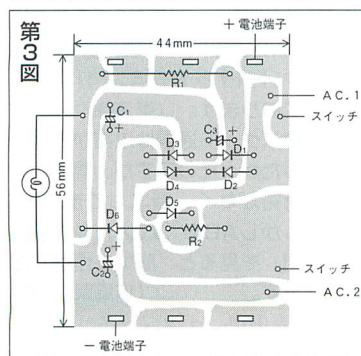 第3図
44mm
＋電池端子
56mm
R1
AC.1
スイッチ
C1
＋
C3
＋
D3
D1
D4
D2
D5
D6
R2
＋
C2
スイッチ
AC.2
－電池端子